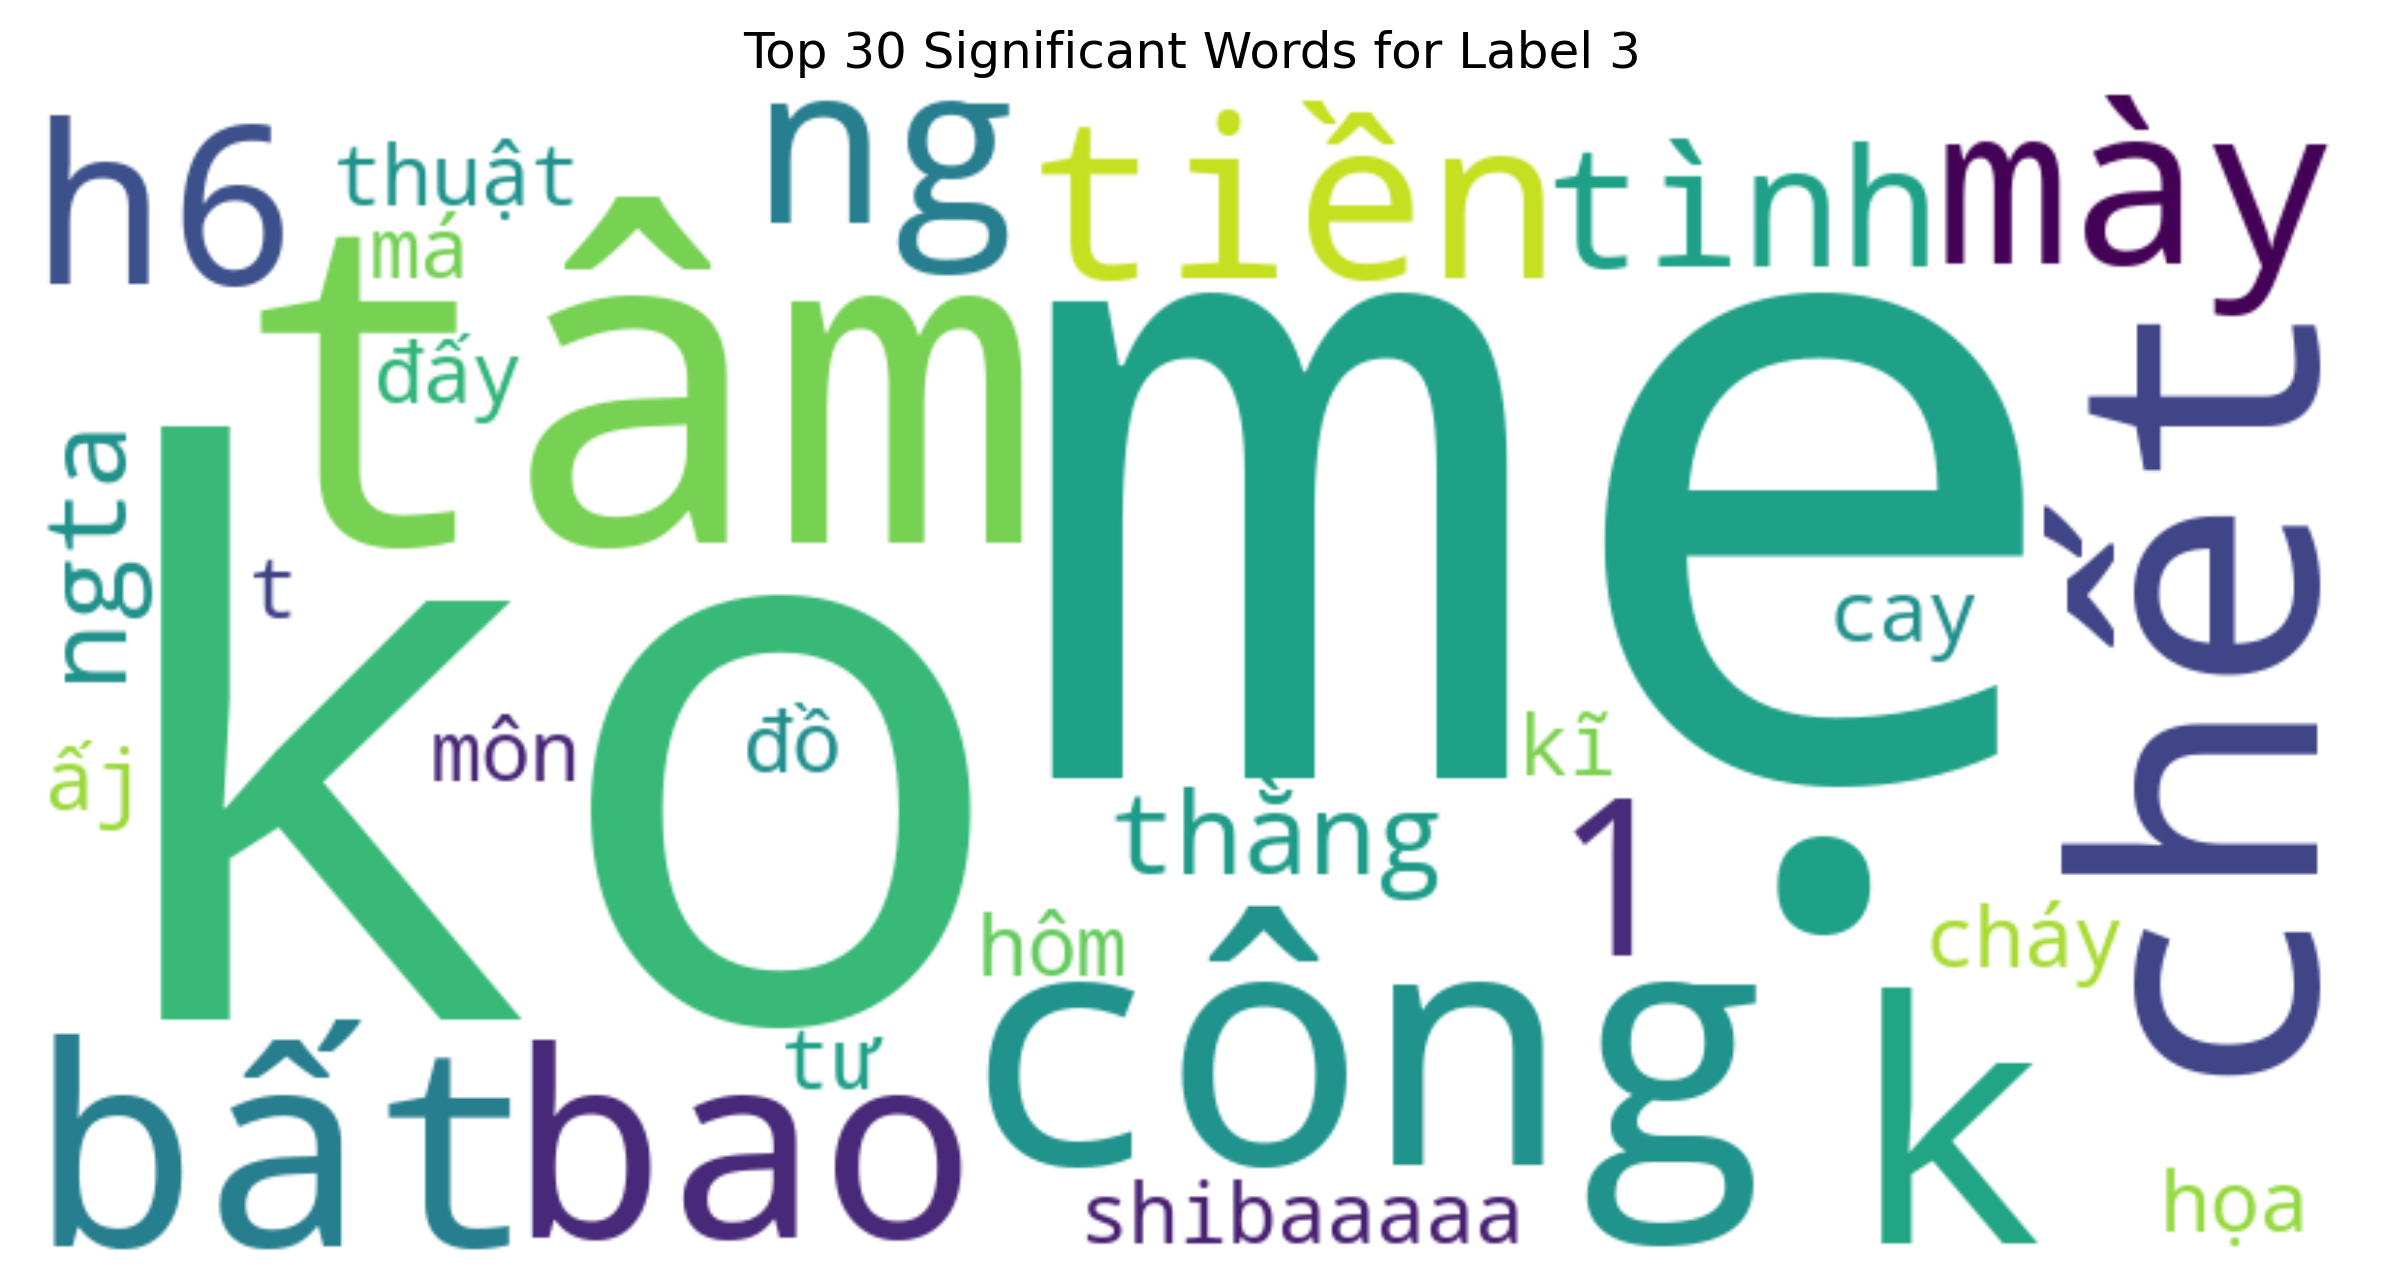 Top 30 Significant Words for Label 3
h6
thuật
ng
tiền
tình
mày
má
tâm
đấy
mẹ
chết
ngta
ko
t
cay
môn
đồ
kĩ
ấj
thằng
1
hôm
cháy
công
k
bất
bao
tư
shibaaaaa
họa